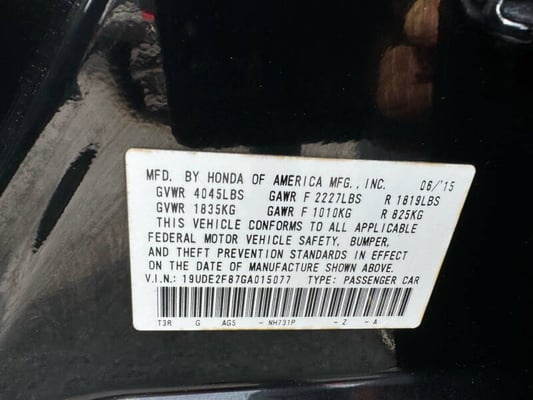 MFD. BY HONDA OF AMERICA MFG., INC. 06/'15
GVWR 4045LBS GAWR F 2227LBS R 1819LBS
GVWR 1835KG GAWR F 1010KG R 825KG
THIS VEHICLE CONFORMS TO ALL APPLICABLE
FEDERAL MOTOR VEHICLE SAFETY, BUMPER,
AND THEFT PREVENTION STANDARDS IN EFFECT
ON THE DATE OF MANUFACTURE SHOWN ABOVE.
V.I.N.: 19UDE2F87GA015077 TYPE: PASSENGER CAR
T3R G AG5 - NH731P - Z - A